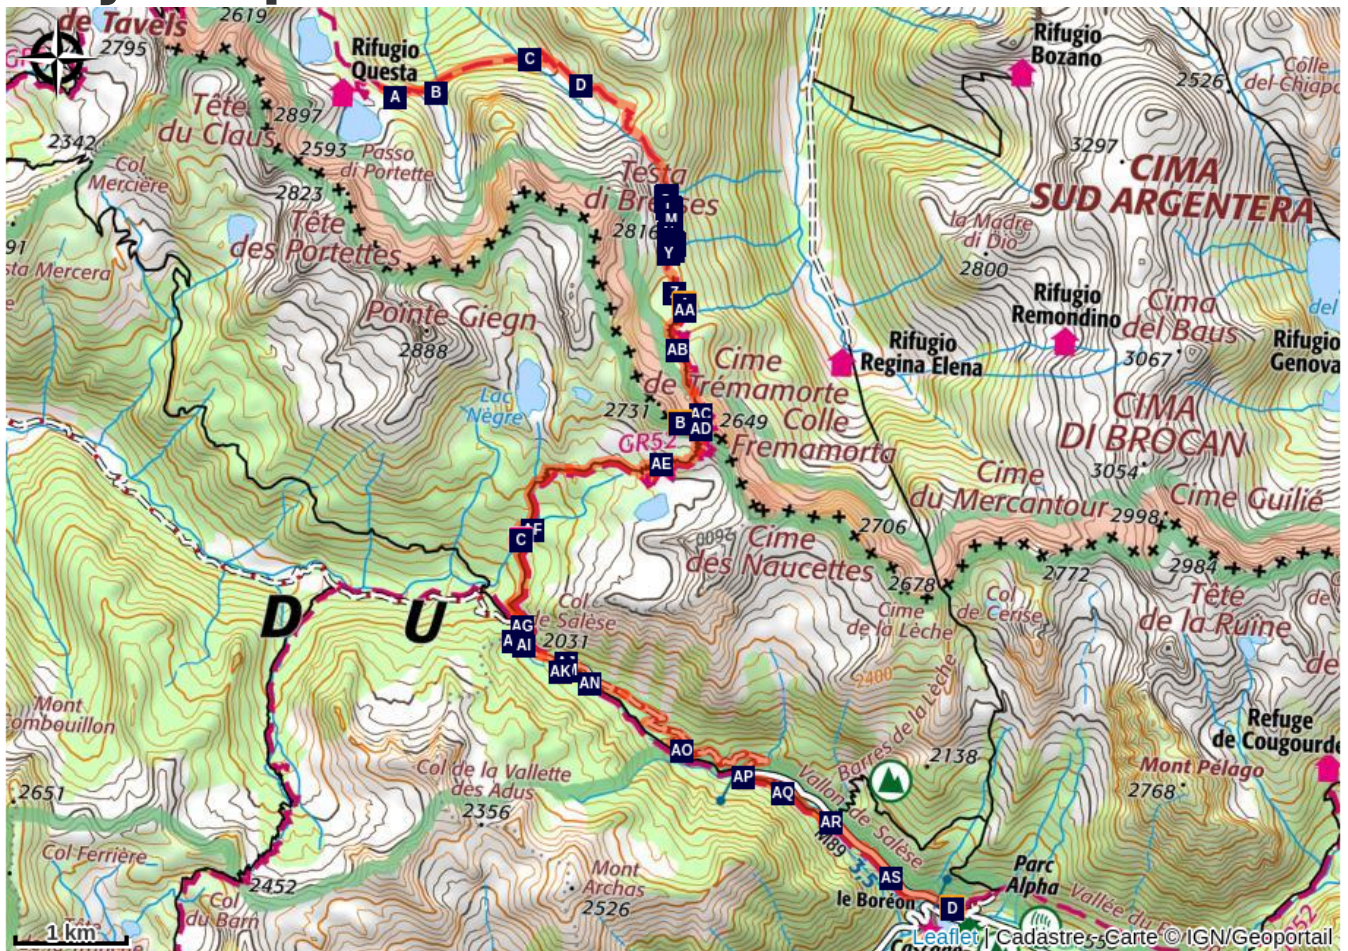 de Tavels
2619
2795
Rifugio
Questa
A
B
C
D
Rifugio
Bozano
2526
Tête
du Claus
2897
2342
Col
Mercière
2593
Passo
di Portette
2823
Tête
des Portettes
Testa
2816
M
Y
Z
AA
AB
3297
CIMA
SUD ARGENTERA
la Madre
di Dio
2800
Rifugio
Remondino
Cima
del Baus
3067
Rifugio
Genova
Rifugio
Regina Elena
Pointe Giegn
2888
Lac
Nègre
Cime
de Trémamorte
2731
B
AC
AD
2649
Colle
Fremamorta
GR52
AE
CIMA
DI BROCAN
3054
Cime
du Mercantour
2998
Cime Guilié
2706
2984
AF
C
2600
Cime
des Naucettes
2678
2772
Tête
de la Ruine
Cime
de la Lèche
Col
de Cerise
D U
Col
de Salèse
2031
AG
AI
AK
AN
2400
Barres de la Lèche
2138
Mont Pélago
2768
Refuge
de Cougourde
AO
AP
AQ
AR
AS
D
Vallon de Salèse
M89
3.5
le Boréon
Parc
Alpha
Col de la Vallette
des Adus
2356
2651
Col Ferrière
2452
Col
du Barn
Mont
Archas
2526
1 km
Leaflet | Cadastre - Carte © IGN/Geoportail